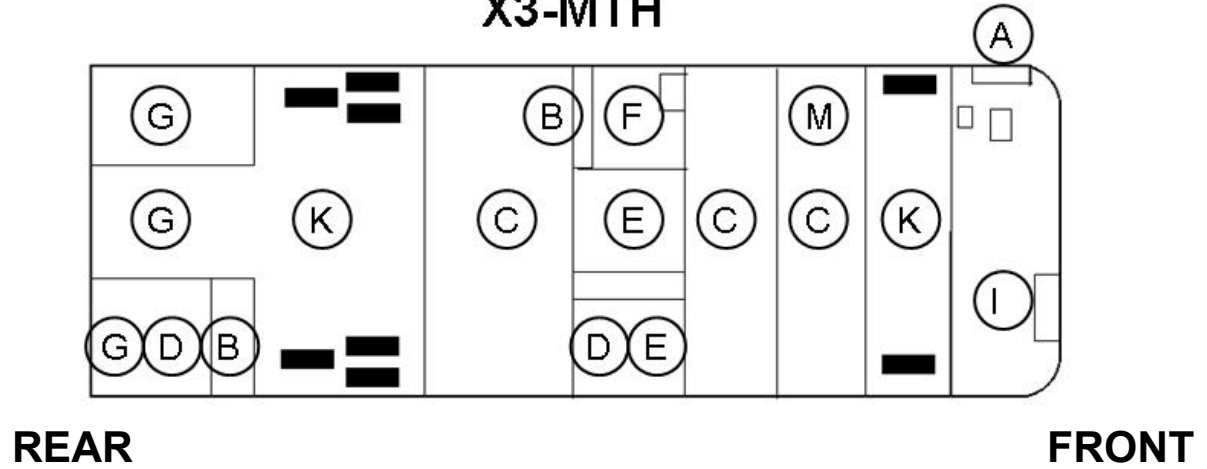 X3-MTH
A
G B F M
G K C E C C K
I
G D B D E
REAR FRONT